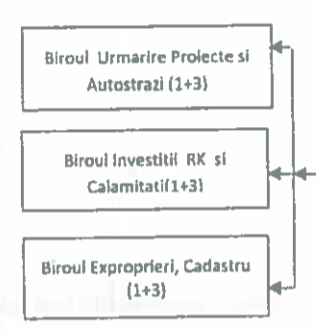 Biroul Urmarire Proiecte si
Autostrazi (1+3)
Biroul Investitii RK si
Calamitati(1+3)
Biroul Exproprieri, Cadastru
(1+3)